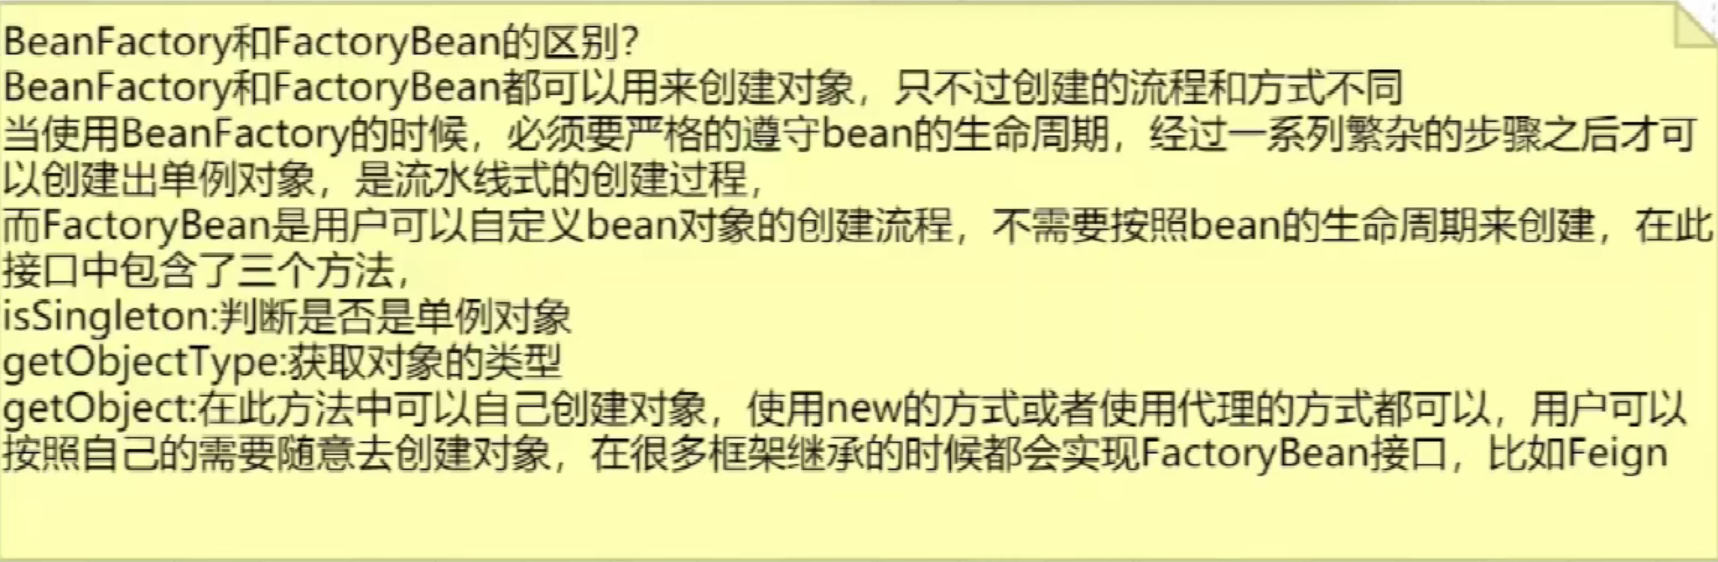 BeanFactory和FactoryBean的区别？
BeanFactory和FactoryBean都可以用来创建对象，只不过创建的流程和方式不同
当使用BeanFactory的时候，必须要严格的遵守bean的生命周期，经过一系列繁杂的步骤之后才可
以创建出单例对象，是流水线式的创建过程，
而FactoryBean是用户可以自定义bean对象的创建流程，不需要按照bean的生命周期来创建，在此
接口中包含了三个方法，
isSingleton:判断是否是单例对象
getObjectType:获取对象的类型
getObject:在此方法中可以自己创建对象，使用new的方式或者使用代理的方式都可以，用户可以
按照自己的需要随意去创建对象，在很多框架继承的时候都会实现FactoryBean接口，比如Feign